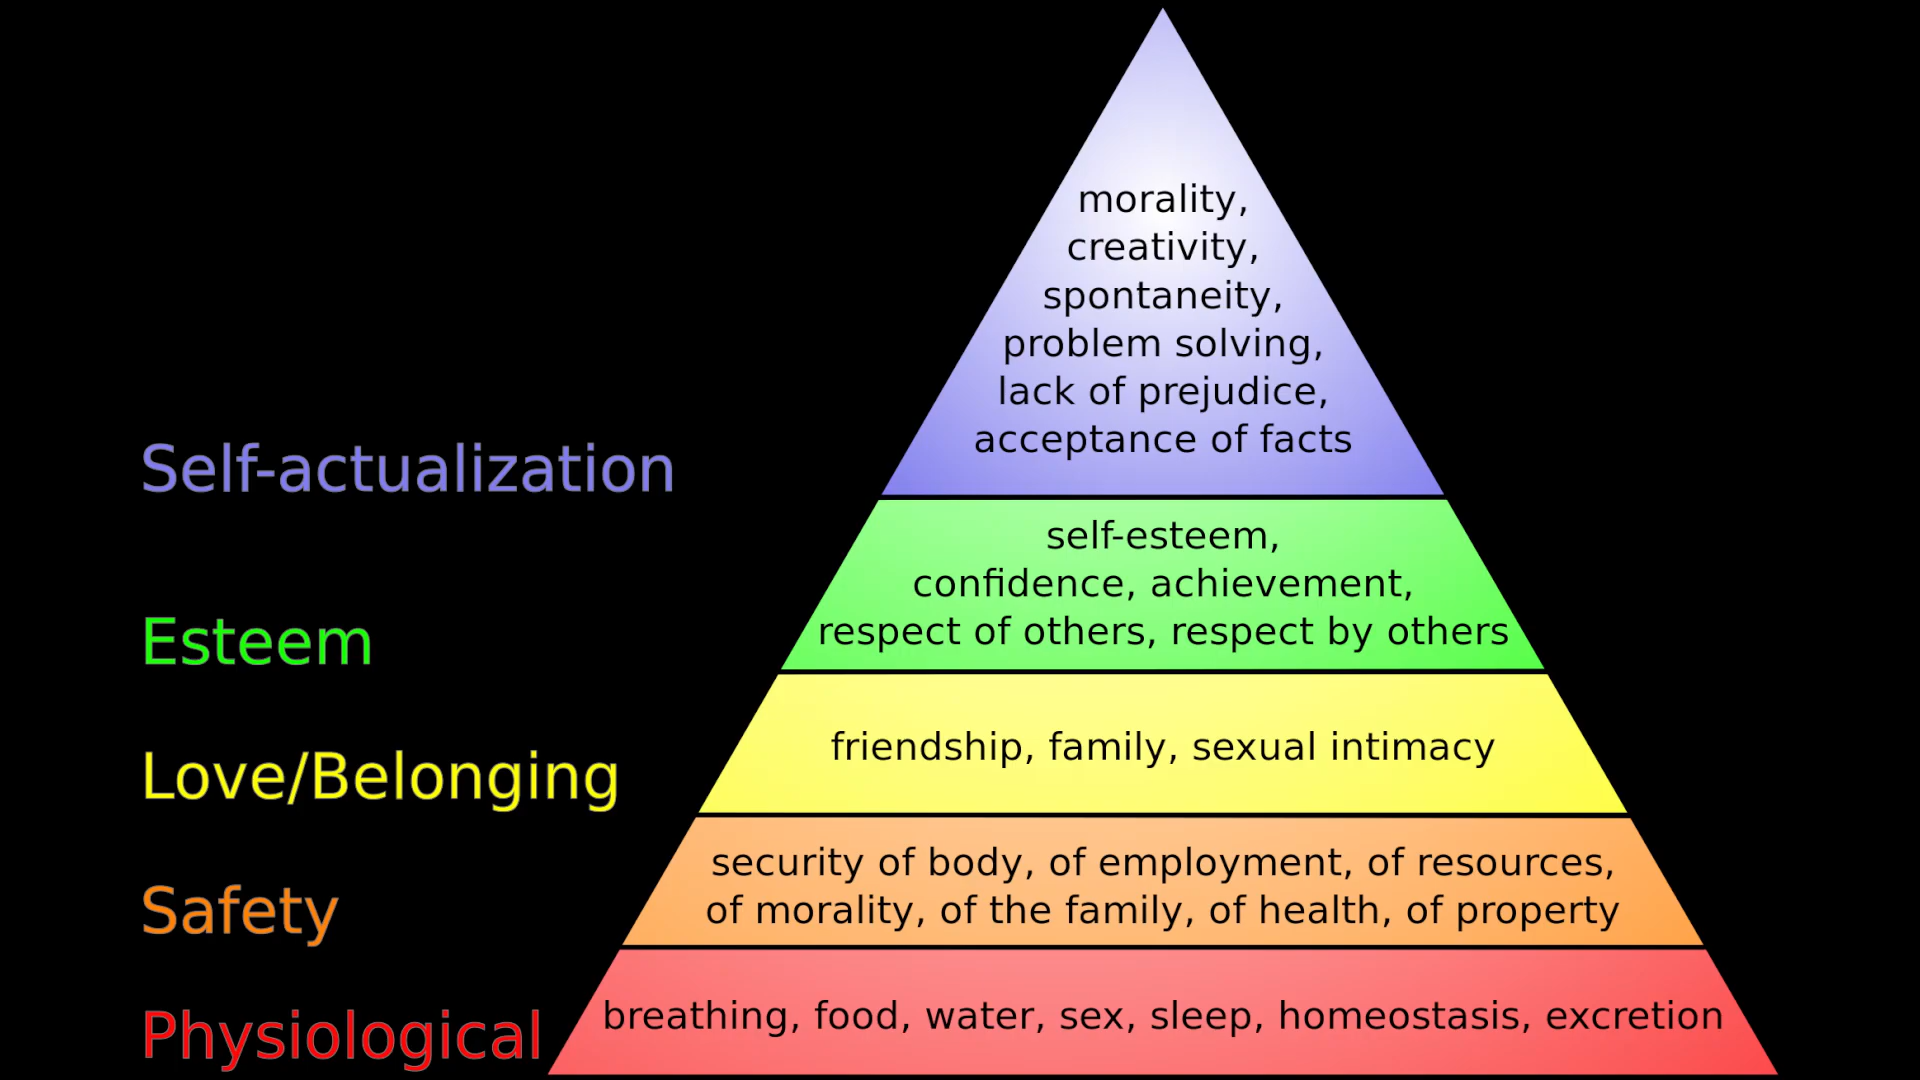 morality,
creativity,
spontaneity,
problem solving,
lack of prejudice,
acceptance of facts
Self-actualization
self-esteem,
confidence, achievement,
respect of others, respect by others
Esteem
friendship, family, sexual intimacy
Love/Belonging
security of body, of employment, of resources,
of morality, of the family, of health, of property
Safety
breathing, food, water, sex, sleep, homeostasis, excretion
Physiological